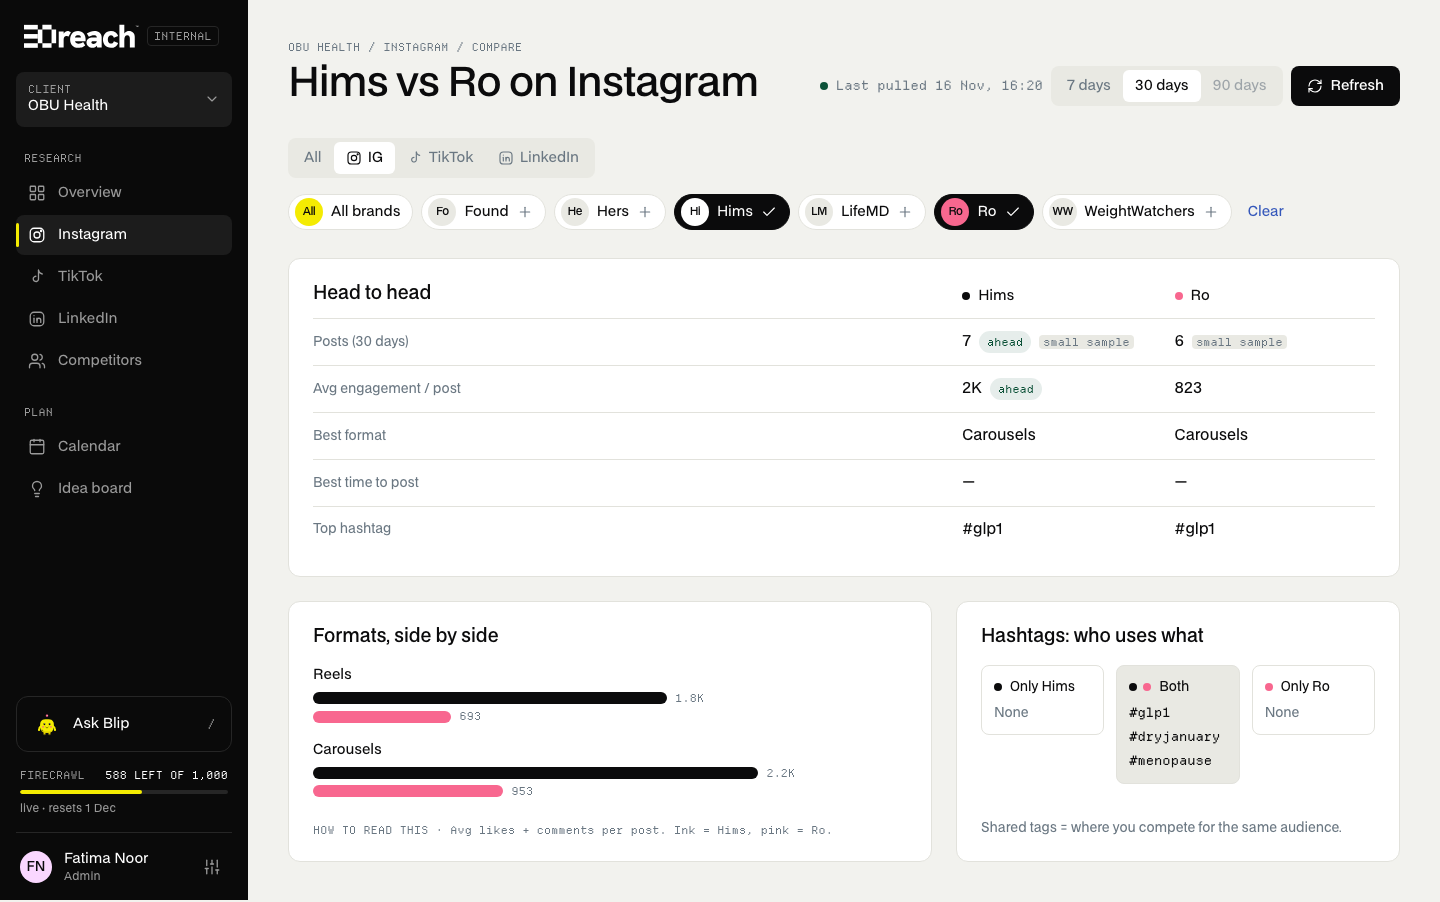 reach INTERNAL
CLIENT
OBU Health
RESEARCH
Overview
Instagram
TikTok
LinkedIn
Competitors
PLAN
Calendar
Idea board
Ask Blip /
FIRECRAWL 588 LEFT OF 1,000
live · resets 1 Dec
FN Fatima Noor
Admin
OBU HEALTH / INSTAGRAM / COMPARE
Hims vs Ro on Instagram
Last pulled 16 Nov, 16:20 7 days 30 days 90 days Refresh
All IG TikTok LinkedIn
All All brands Fo Found + He Hers + HI Hims LM LifeMD + Ro Ro WW WeightWatchers + Clear
Head to head Hims Ro
Posts (30 days) 7 ahead small sample 6 small sample
Avg engagement / post 2K ahead 823
Best format Carousels Carousels
Best time to post – –
Top hashtag #glp1 #glp1
Formats, side by side
Reels
1.8K
693
Carousels
2.2K
953
HOW TO READ THIS · Avg likes + comments per post. Ink = Hims, pink = Ro.
Hashtags: who uses what
Only Hims
None
Both
#glp1
#dryjanuary
#menopause
Only Ro
None
Shared tags = where you compete for the same audience.